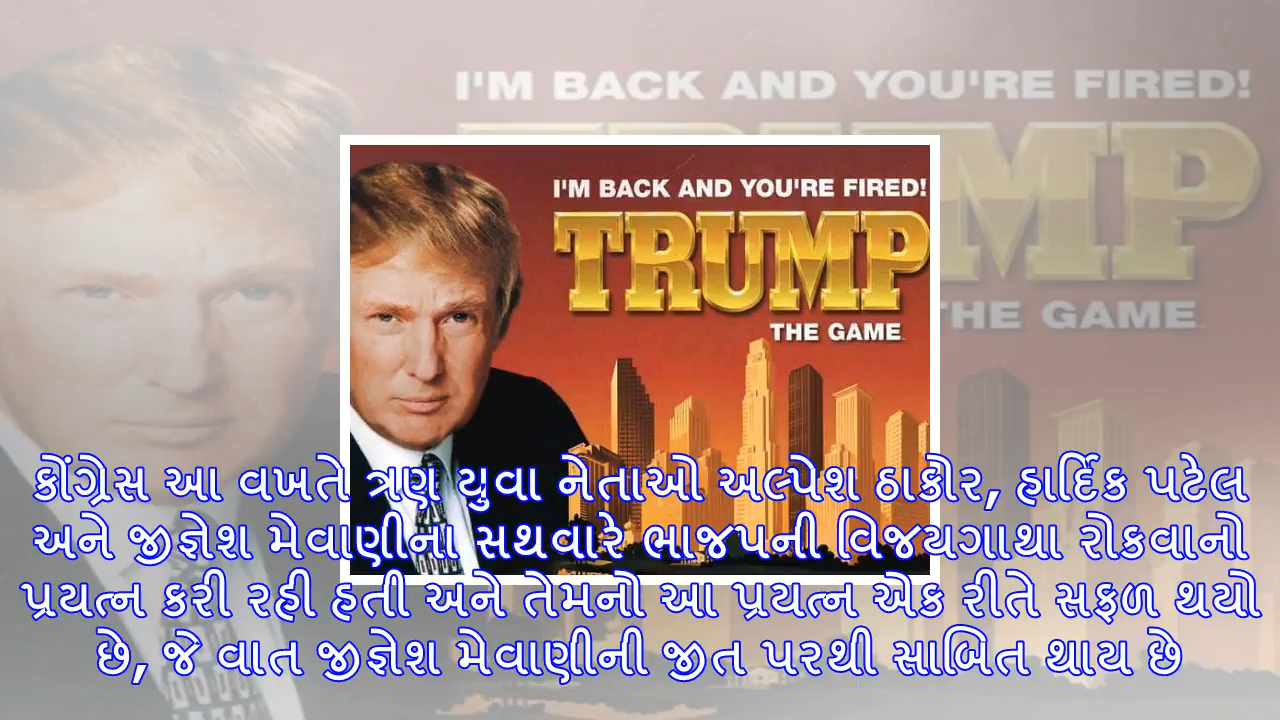 I'M BACK AND YOU'RE FIRED!
I'M BACK AND YOU'RE FIRED!
TRUMP
MP
THE GAME
THE GAME
કોંગ્રેસ આ વખતે ત્રણ યુવા નેતાઓ અલ્પેશ ઠાકોર, હાર્દિક પટેલ
અને જીજ્ઞેશ મેવાણીના સથવારે ભાજપની વિજયગાથા રોકવાનો
પ્રયત્ન કરી રહી હતી અને તેમનો આ પ્રયત્ન એક રીતે સફળ થયો
છે, જે વાત જીજ્ઞેશ મેવાણીની જીત પરથી સાબિત થાય છે